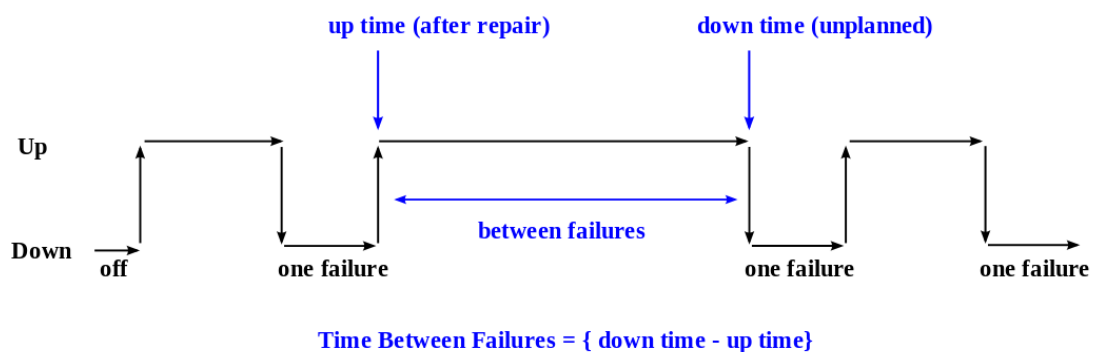 up time (after repair)
down time (unplanned)
Up
between failures
Down
off
one failure
one failure
one failure
Time Between Failures = { down time - up time}